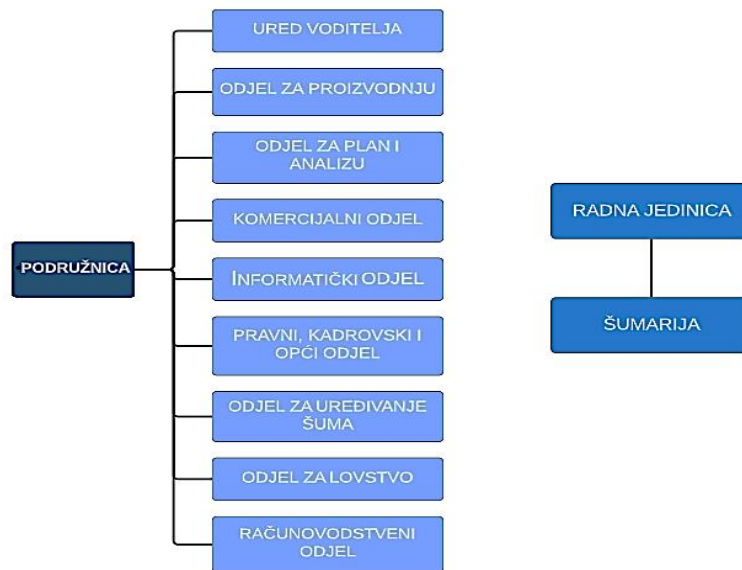 URED VODITELJA
ODJEL ZA PROIZVODNJU
ODJEL ZA PLAN I
ANALIZU
KOMERCIJALNI ODJEL
PODRUŽNICA
INFORMATIČKI ODJEL
PRAVNI, KADROVSKI I
OPĆI ODJEL
ODJEL ZA UREĐIVANJE
ŠUMA
ODJEL ZA LOVSTVO
RAČUNOVODSTVENI
ODJEL
RADNA JEDINICA
ŠUMARIJA